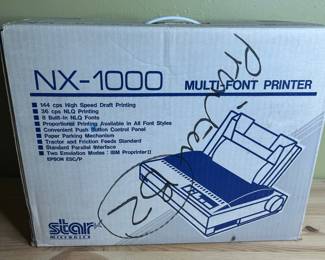 NX-1000
MULTI-FONT PRINTER
144 cps High Speed Draft Printing
36 cps NLQ Printing
8 Built-In NLQ Fonts
Proportional Printing Available in All Font Styles
Convenient Push Button Control Panel
Paper Parking Mechanism
Tractor and Friction Feeds Standard
Standard Parallel Interface
Two Emulation Modes: IBM Proprinter II
EPSON ESC/P
Printer
star
MICRONICS